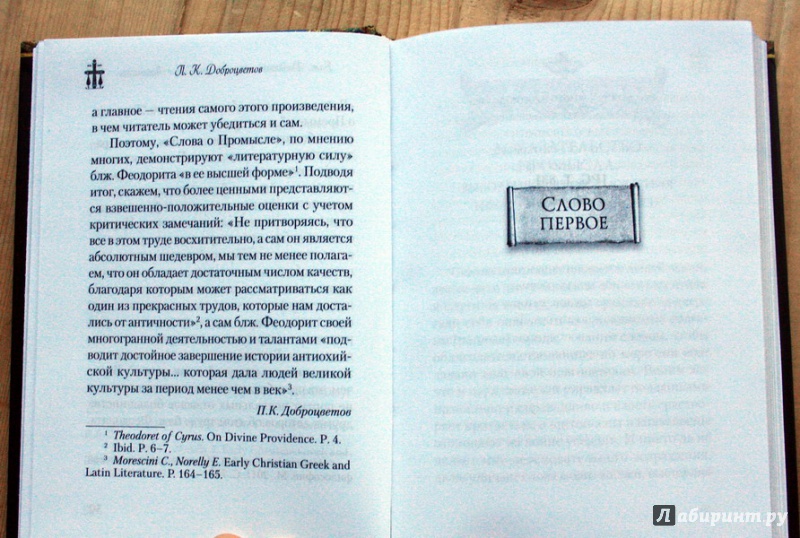 П. К. Доброцветов
а главное — чтения самого этого произведения,
в чем читатель может убедиться и сам.
Поэтому, «Слова о Промысле», по мнению
многих, демонстрируют «литературную силу»
блж. Феодорита «в ее высшей форме»¹. Подводя
итог, скажем, что более ценными представляют-
ся взвешенно-положительные оценки с учетом
критических замечаний: «Не притворяясь, что
все в этом труде восхитительно, а сам он является
абсолютным шедевром, мы тем не менее полага-
ем, что он обладает достаточным числом качеств,
благодаря которым может рассматриваться как
один из прекрасных трудов, которые нам доста-
лись от античности»², а сам блж. Феодорит своей
многогранной деятельностью и талантами «под-
водит достойное завершение истории антиохий-
ской культуры... которая дала людей великой
культуры за период менее чем в век»³.
П.К. Доброцветов
¹ Theodoret of Cyrus. On Divine Providence. P. 4.
² Ibid. P. 6–7.
³ Morescini C., Norelly E. Early Christian Greek and
Latin Literature. P. 164–165.
Слово
первое
Лабиринт.ру